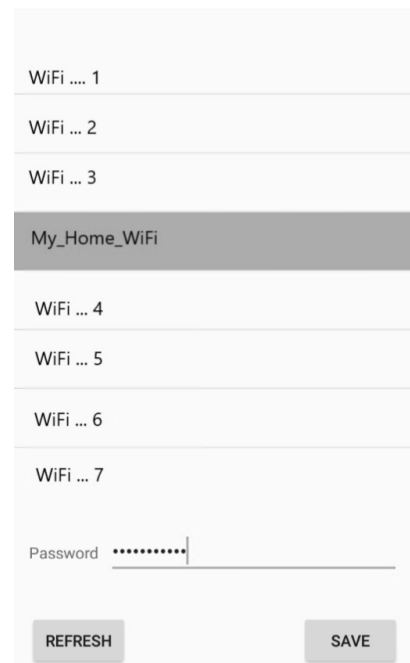 WiFi .... 1
WiFi ... 2
WiFi ... 3
My_Home_WiFi
WiFi ... 4
WiFi ... 5
WiFi ... 6
WiFi ... 7
Password •••••••••••
REFRESH SAVE